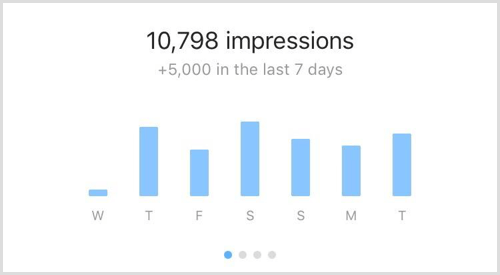 10,798 impressions
+5,000 in the last 7 days
W T F S S M T